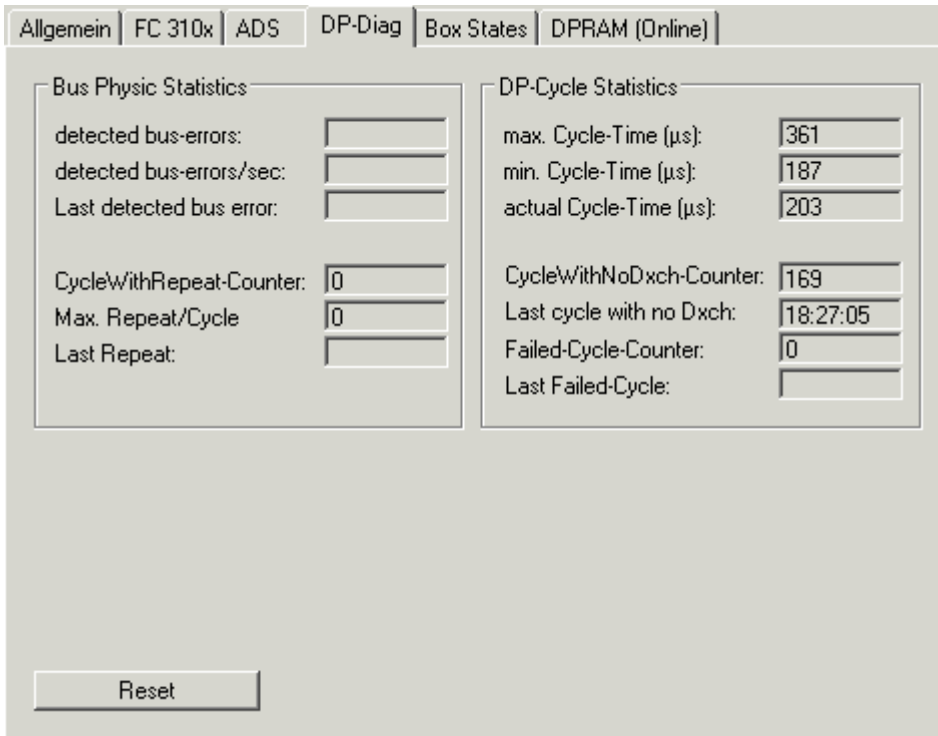 Allgemein FC 310x ADS DP-Diag Box States DPRAM (Online)
Bus Physic Statistics
detected bus-errors:
detected bus-errors/sec:
Last detected bus error:
CycleWithRepeat-Counter: 0
Max. Repeat/Cycle 0
Last Repeat:
DP-Cycle Statistics
max. Cycle-Time (µs): 361
min. Cycle-Time (µs): 187
actual Cycle-Time (µs): 203
CycleWithNoDxch-Counter: 169
Last cycle with no Dxch: 18:27:05
Failed-Cycle-Counter: 0
Last Failed-Cycle:
Reset